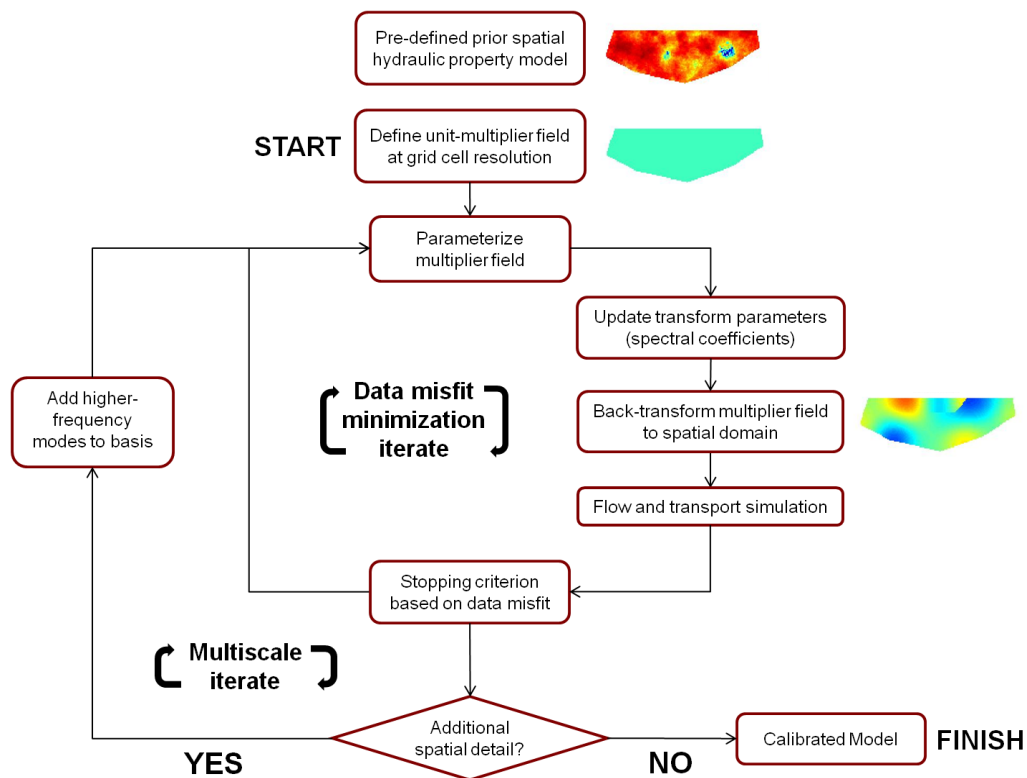 Pre-defined prior spatial
hydraulic property model
START
Define unit-multiplier field
at grid cell resolution
Parameterize
multiplier field
Update transform parameters
(spectral coefficients)
Add higher-
frequency
modes to basis
Data misfit
minimization
iterate
Back-transform multiplier field
to spatial domain
Flow and transport simulation
Stopping criterion
based on data misfit
Multiscale
iterate
Additional
spatial detail?
YES
NO
Calibrated Model
FINISH